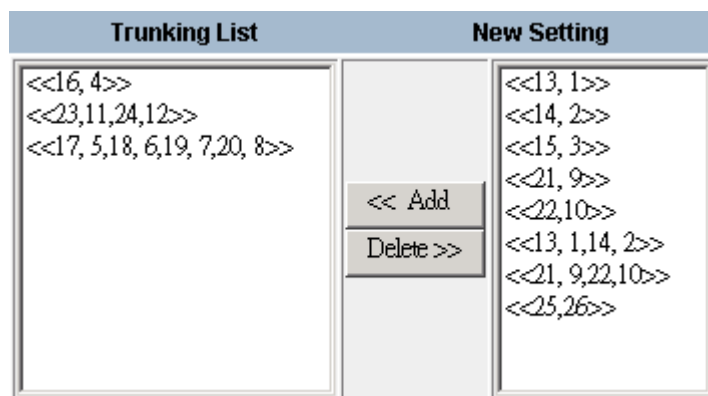 Trunking List
New Setting
<<16, 4>>
<<23,11,24,12>>
<<17, 5,18, 6,19, 7,20, 8>>
<< Add
Delete >>
<<13, 1>>
<<14, 2>>
<<15, 3>>
<<21, 9>>
<<22,10>>
<<13, 1,14, 2>>
<<21, 9,22,10>>
<<25,26>>